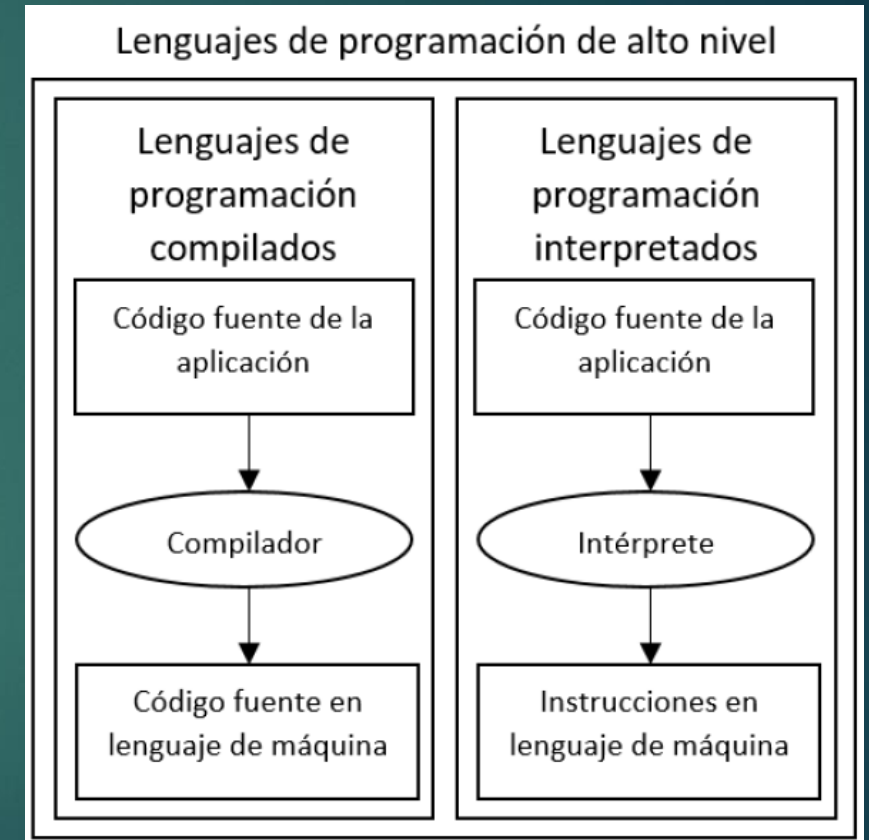 Lenguajes de programación de alto nivel
Lenguajes de
programación
compilados
Código fuente de la
aplicación
Compilador
Código fuente en
lenguaje de máquina
Lenguajes de
programación
interpretados
Código fuente de la
aplicación
Intérprete
Instrucciones en
lenguaje de máquina